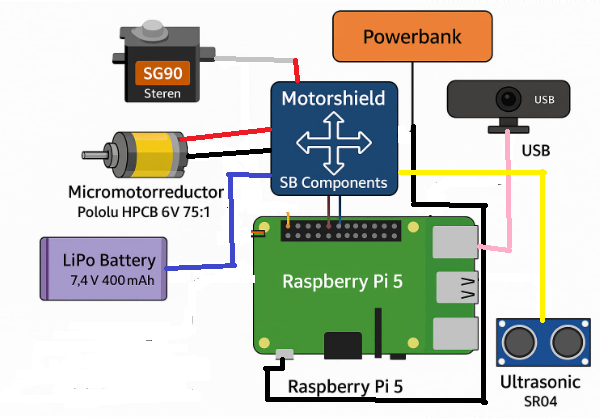 Powerbank
SG90
Steren
Motorshield
SB Components
USB
USB
Micromotorreductor
Pololu HPCB 6V 75:1
LiPo Battery
7,4 V 400 mAh
Raspberry Pi 5
Raspberry Pi 5
Ultrasonic
SR04